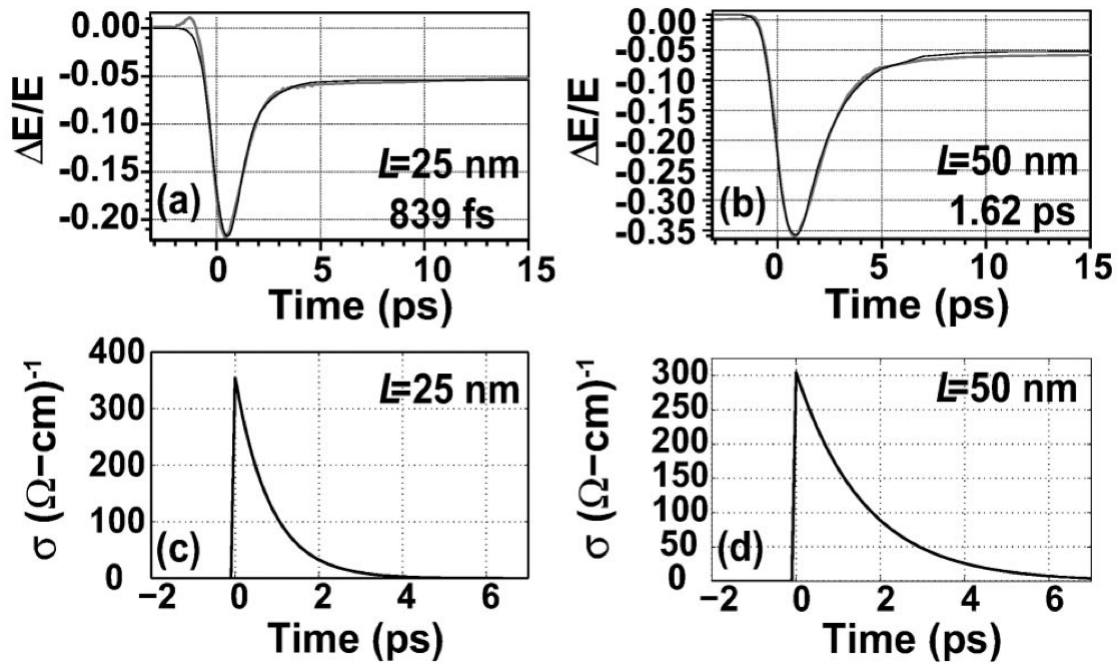 ΔE/E
0.00
-0.05
-0.10
-0.15
-0.20
(a)
L=25 nm
839 fs
0 5 10 15
Time (ps)
ΔE/E
0.00
-0.05
-0.10
-0.15
-0.20
-0.25
-0.30
-0.35
(b)
L=50 nm
1.62 ps
0 5 10 15
Time (ps)
σ (Ω−cm)⁻¹
400
300
200
100
0
(c)
L=25 nm
−2 0 2 4 6
Time (ps)
σ (Ω−cm)⁻¹
300
250
200
150
100
50
0
(d)
L=50 nm
−2 0 2 4 6
Time (ps)